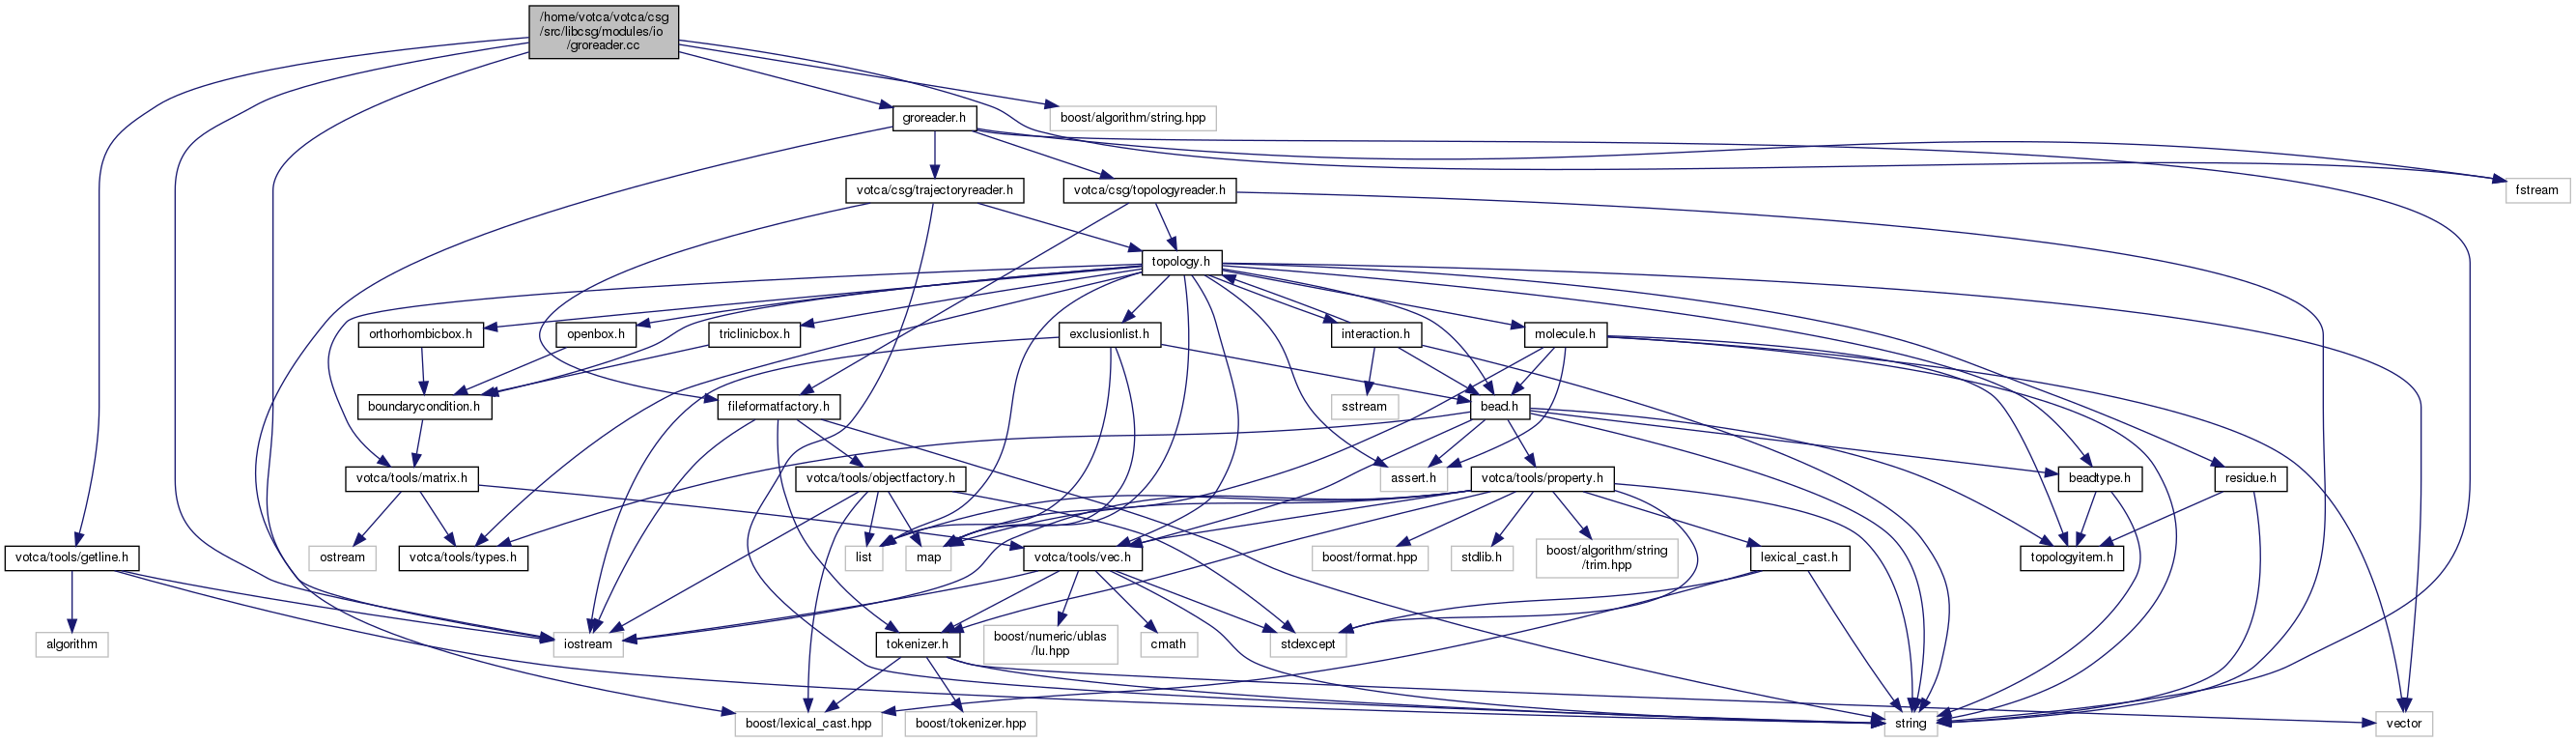 /home/votca/votca/csg
/src/libcsg/modules/io
/groreader.cc
groreader.h
boost/algorithm/string.hpp
votca/csg/trajectoryreader.h
votca/csg/topologyreader.h
fstream
topology.h
orthorhombicbox.h
openbox.h
triclinicbox.h
exclusionlist.h
interaction.h
molecule.h
boundarycondition.h
fileformatfactory.h
sstream
bead.h
votca/tools/matrix.h
votca/tools/objectfactory.h
assert.h
votca/tools/property.h
beadtype.h
residue.h
votca/tools/getline.h
ostream
votca/tools/types.h
list
map
votca/tools/vec.h
boost/format.hpp
stdlib.h
boost/algorithm/string
/trim.hpp
lexical_cast.h
topologyitem.h
algorithm
iostream
tokenizer.h
boost/numeric/ublas
/lu.hpp
cmath
stdexcept
boost/lexical_cast.hpp
boost/tokenizer.hpp
string
vector